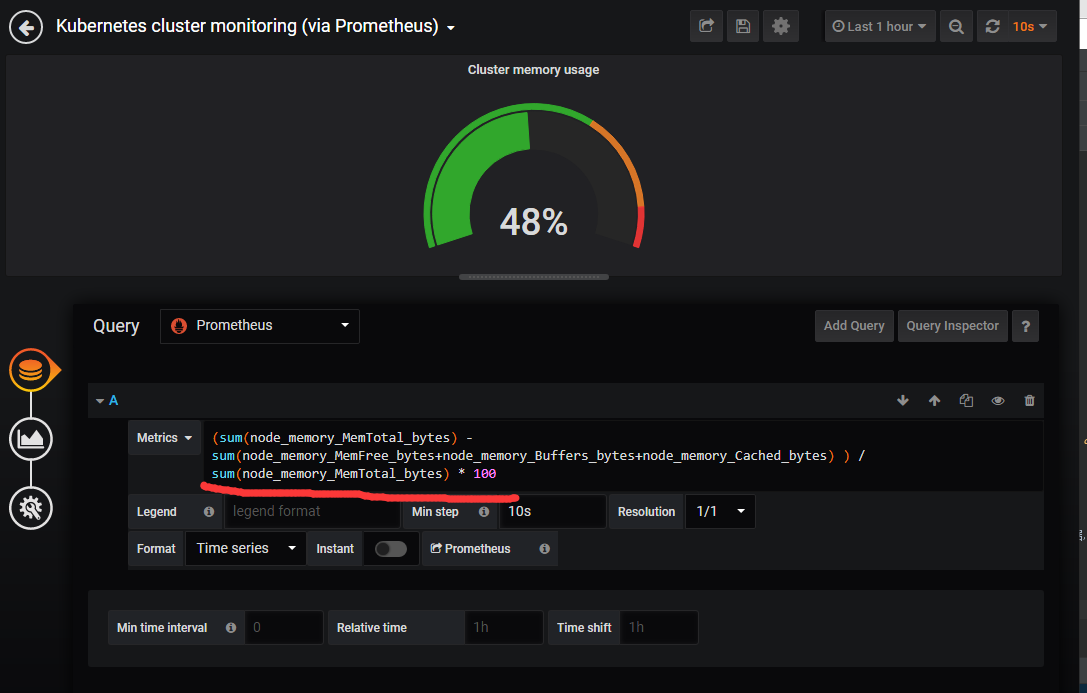 Kubernetes cluster monitoring (via Prometheus)
Last 1 hour
10s
Cluster memory usage
48%
Query
Prometheus
Add Query
Query Inspector
?
A
Metrics
(sum(node_memory_MemTotal_bytes) -
sum(node_memory_MemFree_bytes+node_memory_Buffers_bytes+node_memory_Cached_bytes) ) /
sum(node_memory_MemTotal_bytes) * 100
Legend
legend format
Min step
10s
Resolution
1/1
Format
Time series
Instant
Prometheus
Min time interval
0
Relative time
1h
Time shift
1h